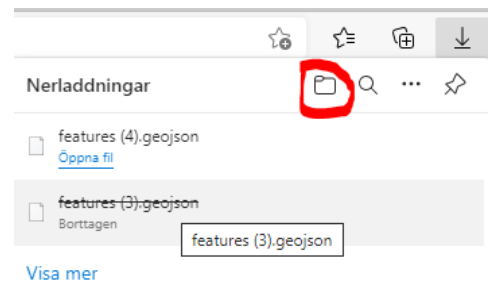 Nerladdningar
features (4).geojson
Öppna fil
features (3).geojson
Borttagen
features (3).geojson
Visa mer